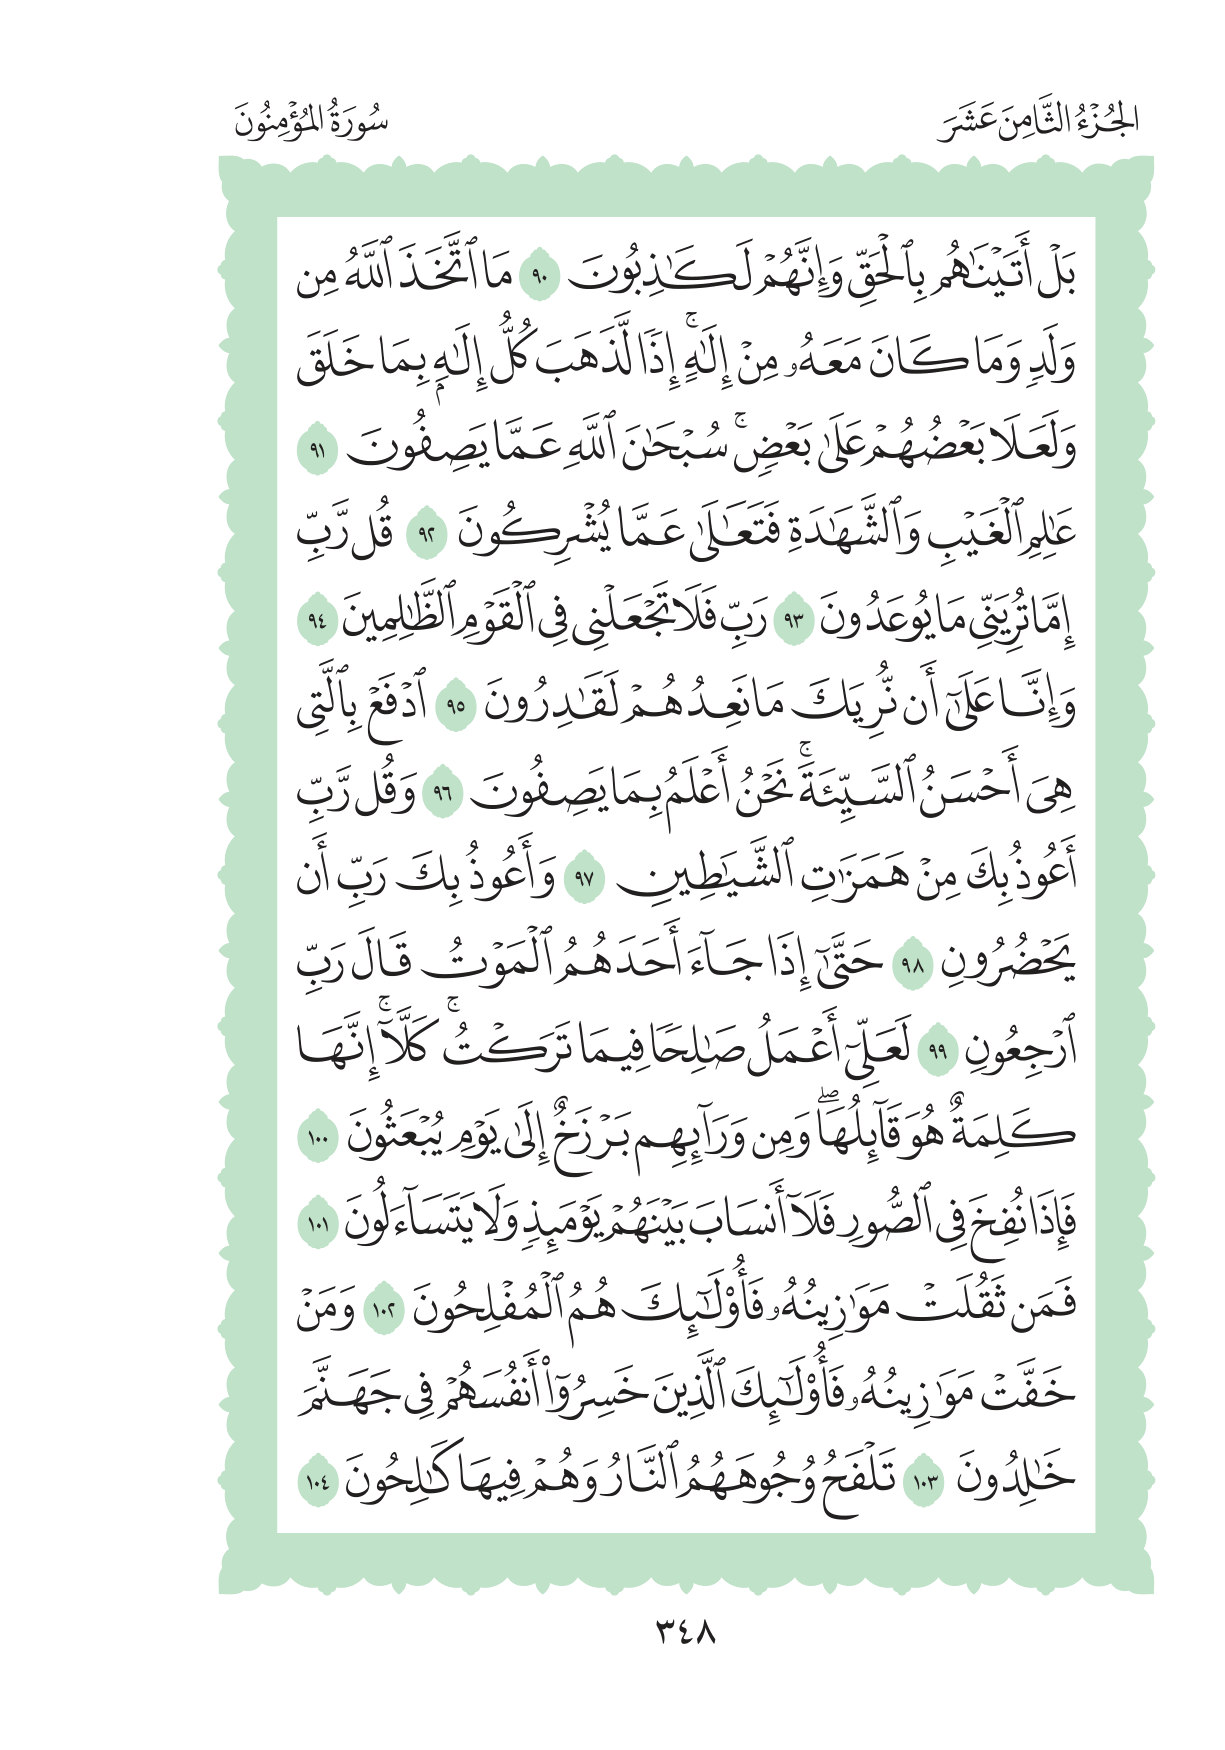 الجُزْءُ الثَّامِنَ عَشَرَ
سُورَةُ المُؤْمِنُونَ
بَلْ أَتَيْنَٰهُم بِٱلْحَقِّ وَإِنَّهُمْ لَكَٰذِبُونَ ٩٠ مَا ٱتَّخَذَ ٱللَّهُ مِن
وَلَدٍ وَمَا كَانَ مَعَهُۥ مِنْ إِلَٰهٍۚ إِذًا لَّذَهَبَ كُلُّ إِلَٰهٍۭ بِمَا خَلَقَ
وَلَعَلَا بَعْضُهُمْ عَلَىٰ بَعْضٍۚ سُبْحَٰنَ ٱللَّهِ عَمَّا يَصِفُونَ ٩١
عَٰلِمِ ٱلْغَيْبِ وَٱلشَّهَٰدَةِ فَتَعَٰلَىٰ عَمَّا يُشْرِكُونَ ٩٢ قُل رَّبِّ
إِمَّا تُرِيَنِّي مَا يُوعَدُونَ ٩٣ رَبِّ فَلَا تَجْعَلْنِي فِي ٱلْقَوْمِ ٱلظَّٰلِمِينَ ٩٤
وَإِنَّا عَلَىٰٓ أَن نُّرِيَكَ مَا نَعِدُهُمْ لَقَٰدِرُونَ ٩٥ ٱدْفَعْ بِٱلَّتِي
هِيَ أَحْسَنُ ٱلسَّيِّئَةَۚ نَحْنُ أَعْلَمُ بِمَا يَصِفُونَ ٩٦ وَقُل رَّبِّ
أَعُوذُ بِكَ مِنْ هَمَزَٰتِ ٱلشَّيَٰطِينِ ٩٧ وَأَعُوذُ بِكَ رَبِّ أَن
يَحْضُرُونِ ٩٨ حَتَّىٰٓ إِذَا جَآءَ أَحَدَهُمُ ٱلْمَوْتُ قَالَ رَبِّ
ٱرْجِعُونِ ٩٩ لَعَلِّيٓ أَعْمَلُ صَٰلِحًا فِيمَا تَرَكْتُۚ كَلَّآۚ إِنَّهَا
كَلِمَةٌ هُوَ قَآئِلُهَاۖ وَمِن وَرَآئِهِم بَرْزَخٌ إِلَىٰ يَوْمِ يُبْعَثُونَ ١٠٠
فَإِذَا نُفِخَ فِي ٱلصُّورِ فَلَآ أَنسَابَ بَيْنَهُمْ يَوْمَئِذٍ وَلَا يَتَسَآءَلُونَ ١٠١
فَمَن ثَقُلَتْ مَوَٰزِينُهُۥ فَأُو۟لَٰٓئِكَ هُمُ ٱلْمُفْلِحُونَ ١٠٢ وَمَنْ
خَفَّتْ مَوَٰزِينُهُۥ فَأُو۟لَٰٓئِكَ ٱلَّذِينَ خَسِرُوٓا۟ أَنفُسَهُمْ فِي جَهَنَّمَ
خَٰلِدُونَ ١٠٣ تَلْفَحُ وُجُوهَهُمُ ٱلنَّارُ وَهُمْ فِيهَا كَٰلِحُونَ ١٠٤
٣٤٨